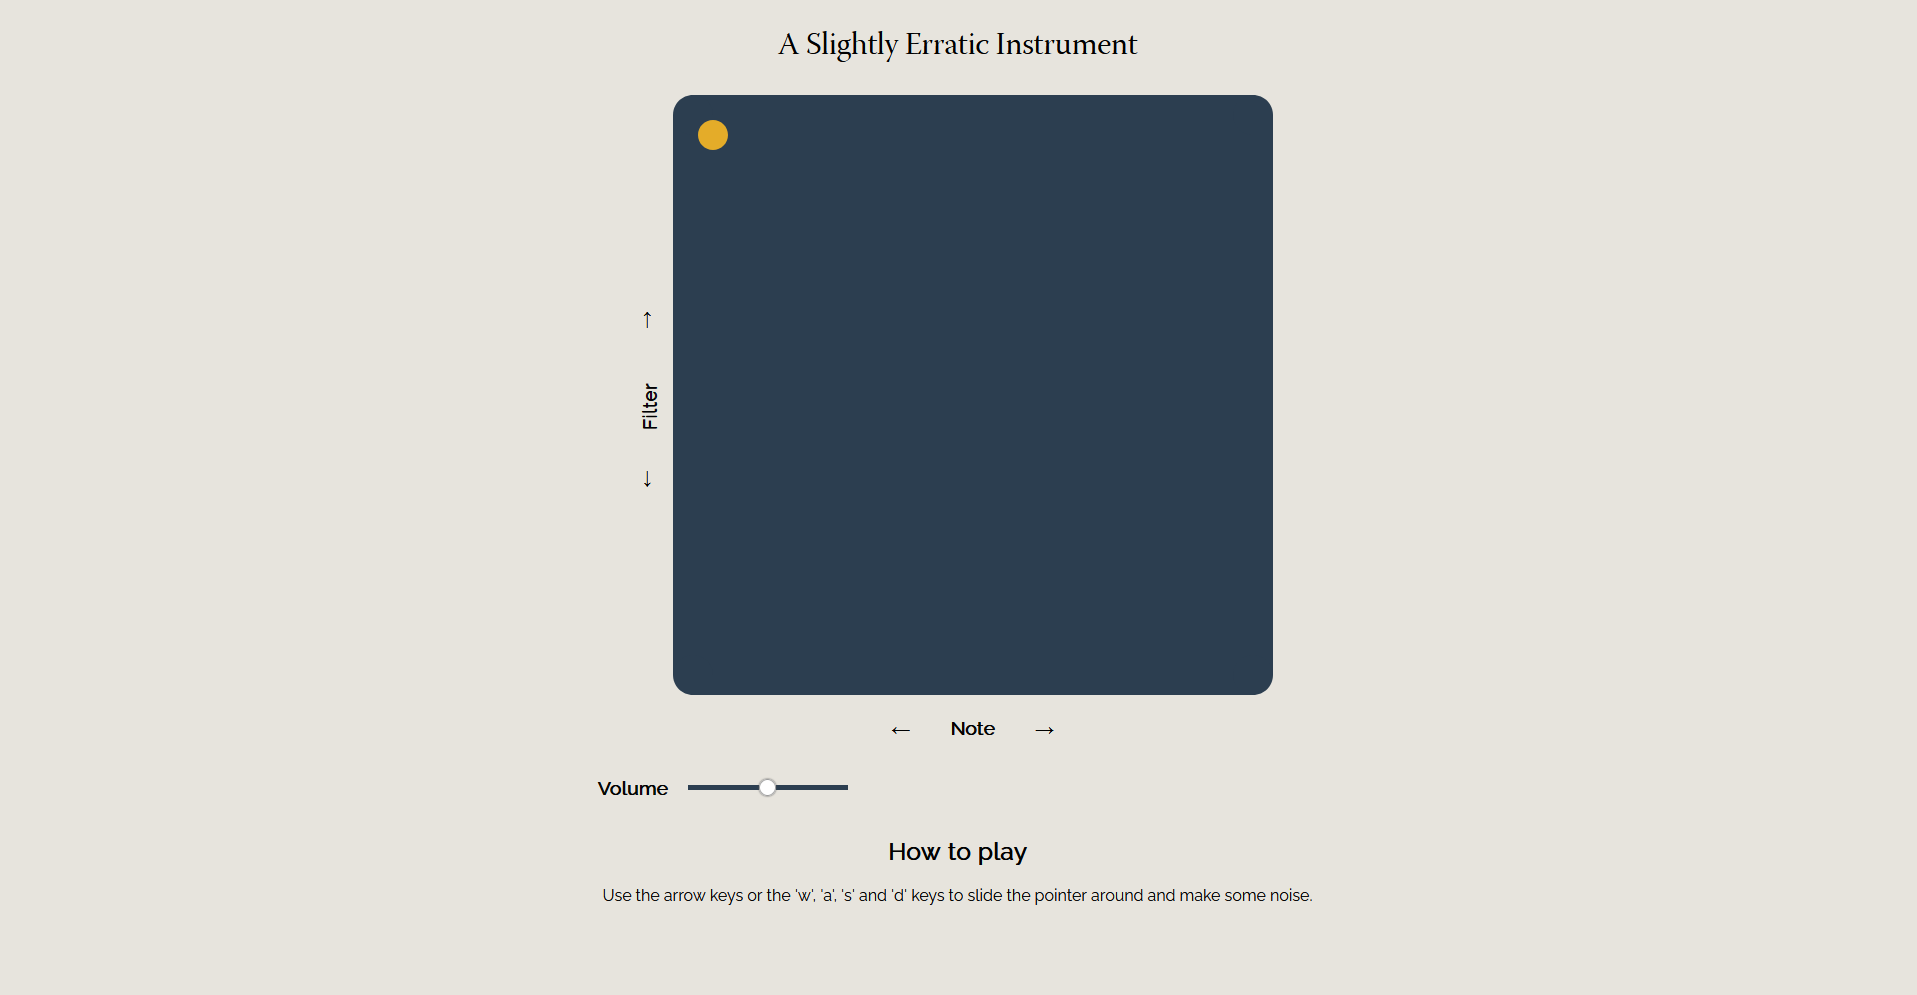 A Slightly Erratic Instrument
↑
Filter
↓
← Note →
Volume
How to play
Use the arrow keys or the 'w', 'a', 's' and 'd' keys to slide the pointer around and make some noise.